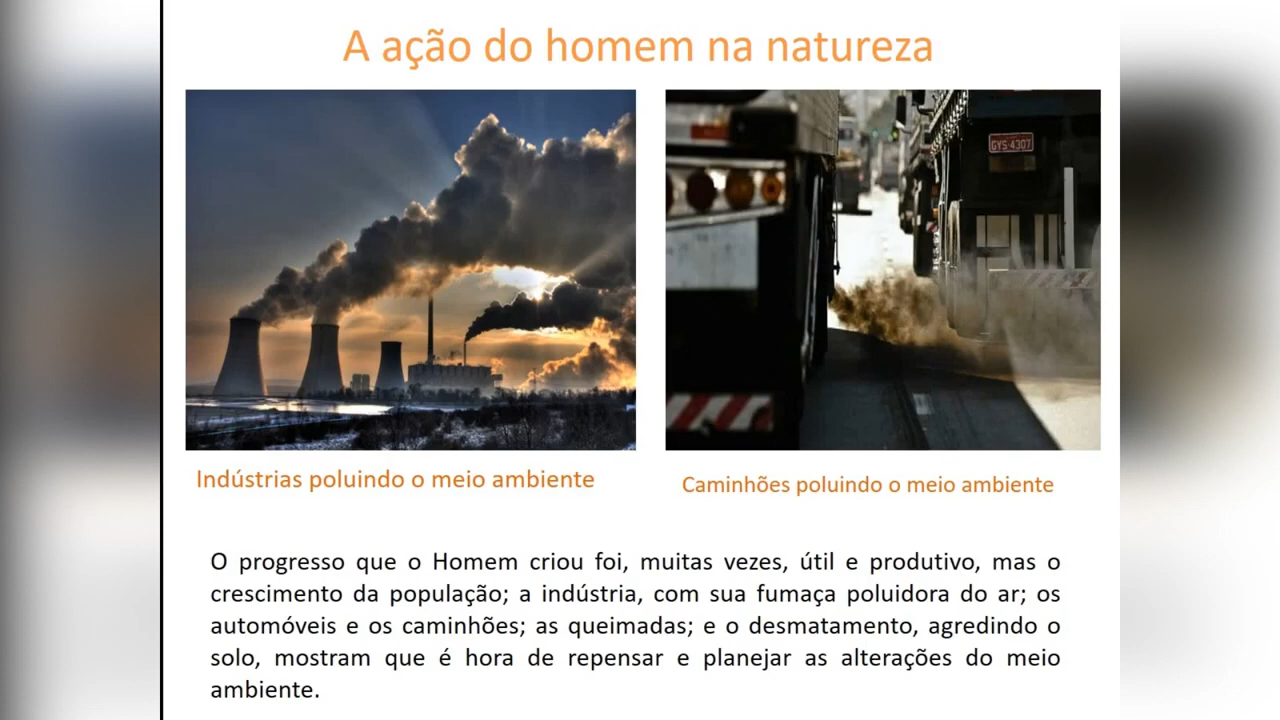 A ação do homem na natureza
GYS-4307
Indústrias poluindo o meio ambiente
Caminhões poluindo o meio ambiente
O progresso que o Homem criou foi, muitas vezes, útil e produtivo, mas o
crescimento da população; a indústria, com sua fumaça poluidora do ar; os
automóveis e os caminhões; as queimadas; e o desmatamento, agredindo o
solo, mostram que é hora de repensar e planejar as alterações do meio
ambiente.